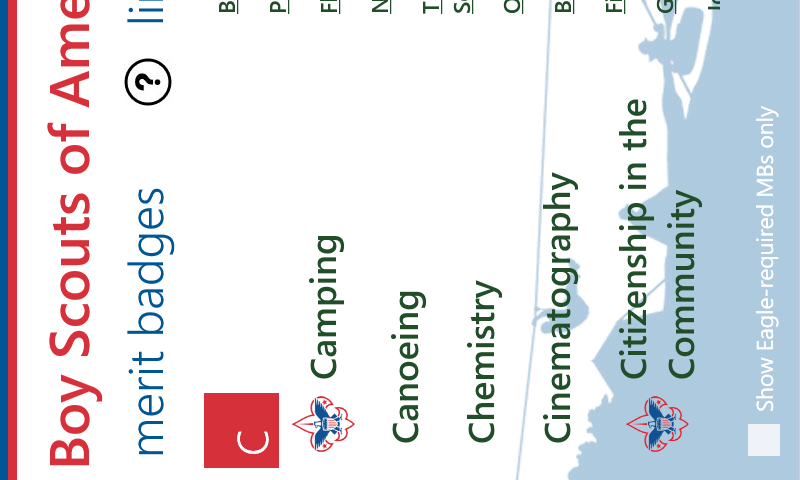 Boy Scouts of Ame
merit badges
?
C
Camping
Canoeing
Chemistry
Cinematography
Citizenship in the
Community
Show Eagle-required MBs only